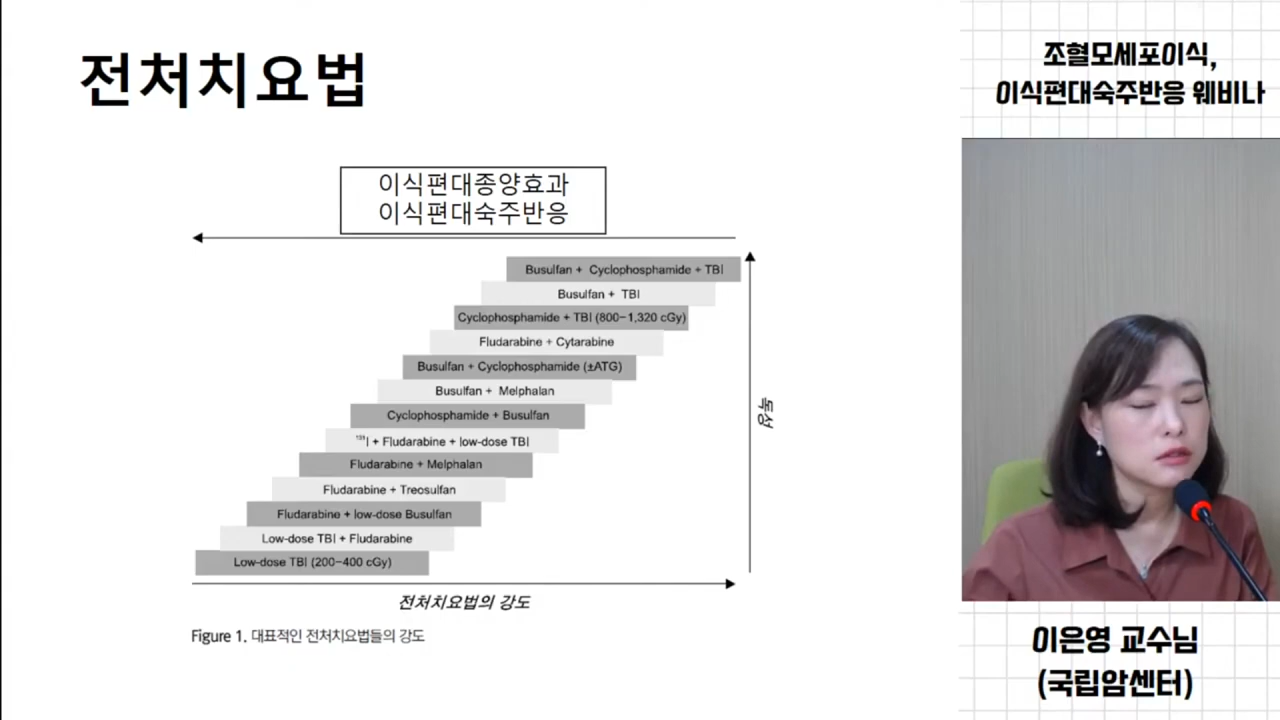 전처치요법
조혈모세포이식,
이식편대숙주반응 웨비나
이식편대종양효과
이식편대숙주반응
Busulfan + Cyclophosphamide + TBI
Busulfan + TBI
Cyclophosphamide + TBI (800−1,320 cGy)
Fludarabine + Cytarabine
Busulfan + Cyclophosphamide (±ATG)
Busulfan + Melphalan
Cyclophosphamide + Busulfan
¹³¹I + Fludarabine + low-dose TBI
Fludarabine + Melphalan
Fludarabine + Treosulfan
Fludarabine + low-dose Busulfan
Low-dose TBI + Fludarabine
Low-dose TBI (200−400 cGy)
독성
전처치요법의 강도
Figure 1. 대표적인 전처치요법들의 강도
이은영 교수님
(국립암센터)